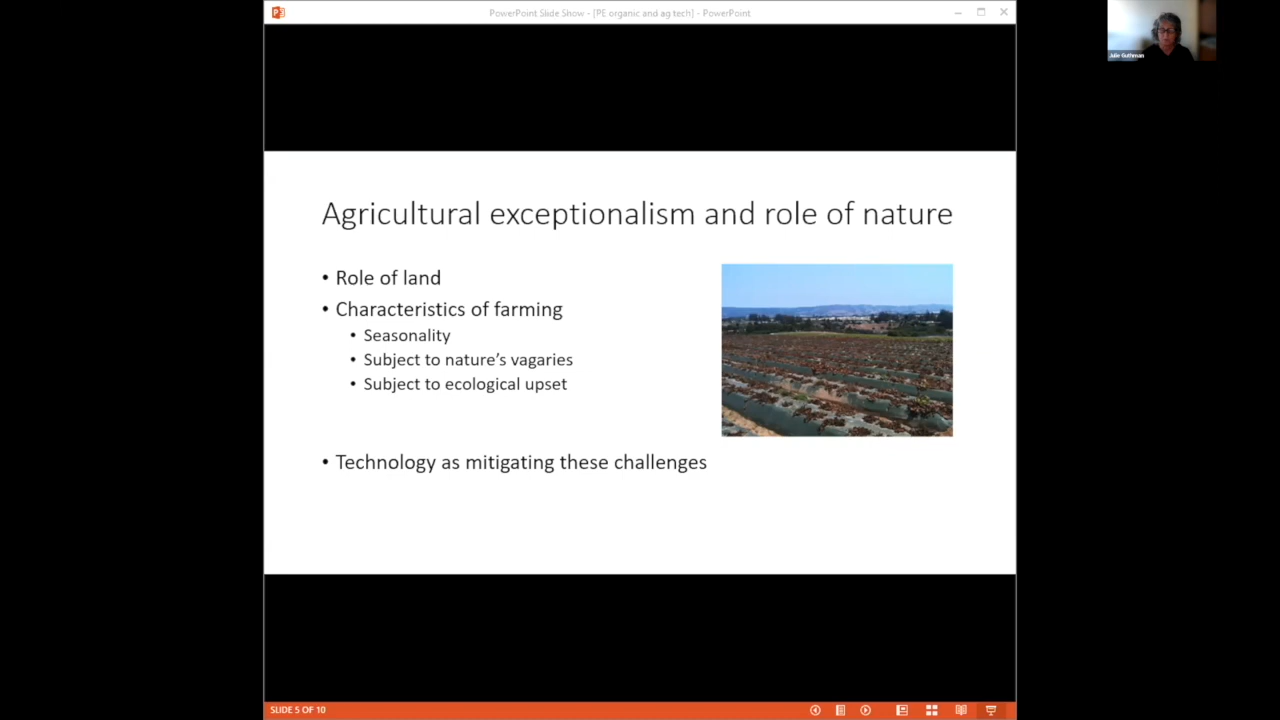 PowerPoint Slide Show - [PE organic and ag tech] - PowerPoint
Julie Guthman
Agricultural exceptionalism and role of nature
• Role of land
• Characteristics of farming
• Seasonality
• Subject to nature's vagaries
• Subject to ecological upset
• Technology as mitigating these challenges
SLIDE 5 OF 10